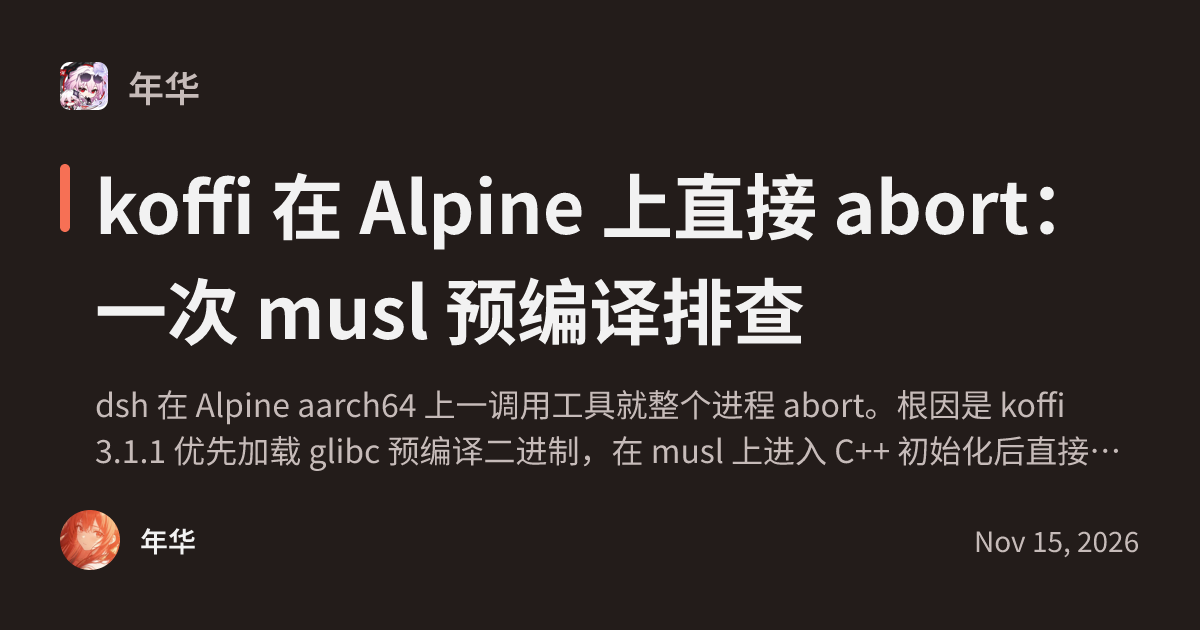 年华
koffi 在 Alpine 上直接 abort：
一次 musl 预编译排查
dsh 在 Alpine aarch64 上一调用工具就整个进程 abort。根因是 koffi
3.1.1 优先加载 glibc 预编译二进制，在 musl 上进入 C++ 初始化后直接…
年华
Nov 15, 2026